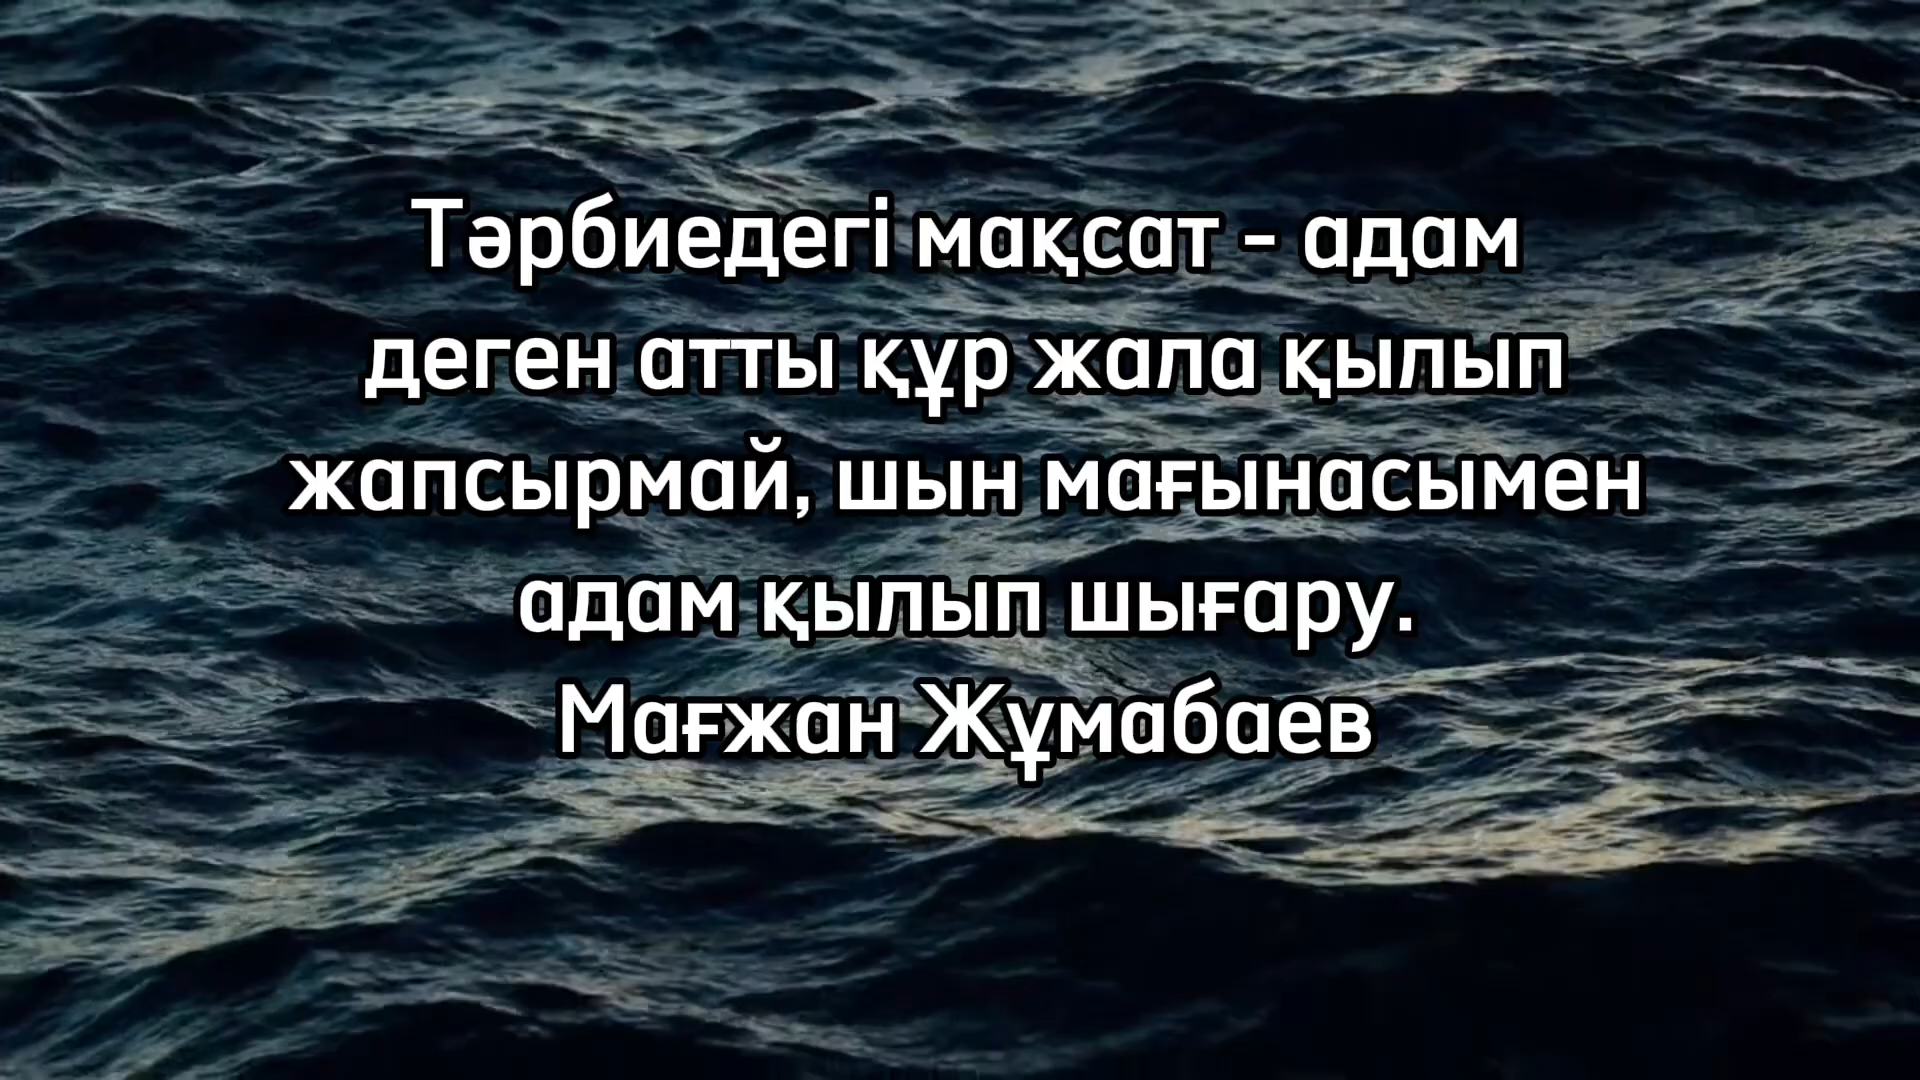 Тәрбиедегі мақсат - адам
деген атты құр жала қылып
жапсырмай, шын мағынасымен
адам қылып шығару.
Мағжан Жұмабаев